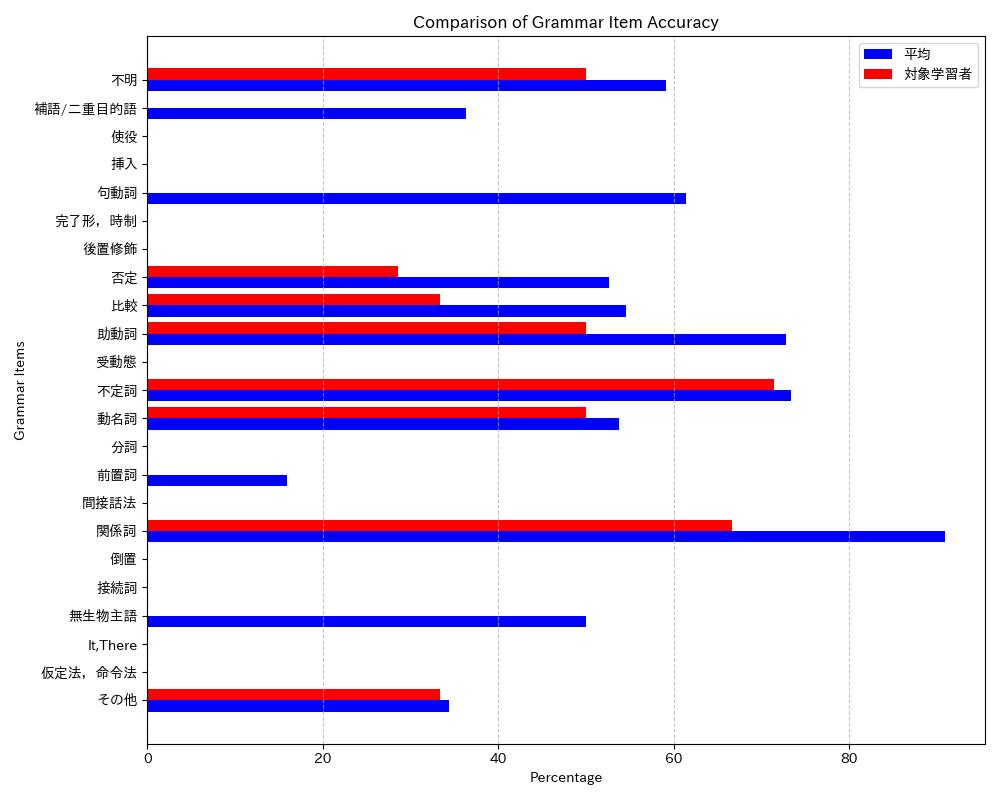 Comparison of Grammar Item Accuracy
平均
対象学習者
不明
補語/二重目的語
使役
挿入
句動詞
完了形，時制
後置修飾
否定
比較
助動詞
受動態
不定詞
動名詞
分詞
前置詞
間接話法
関係詞
倒置
接続詞
無生物主語
It,There
仮定法，命令法
その他
Grammar Items
0 20 40 60 80
Percentage